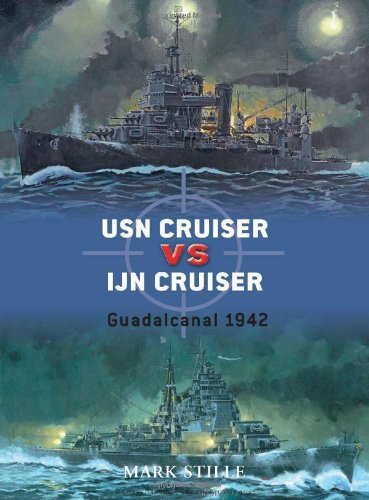 USN CRUISER
VS
IJN CRUISER
Guadalcanal 1942
MARK STILLE